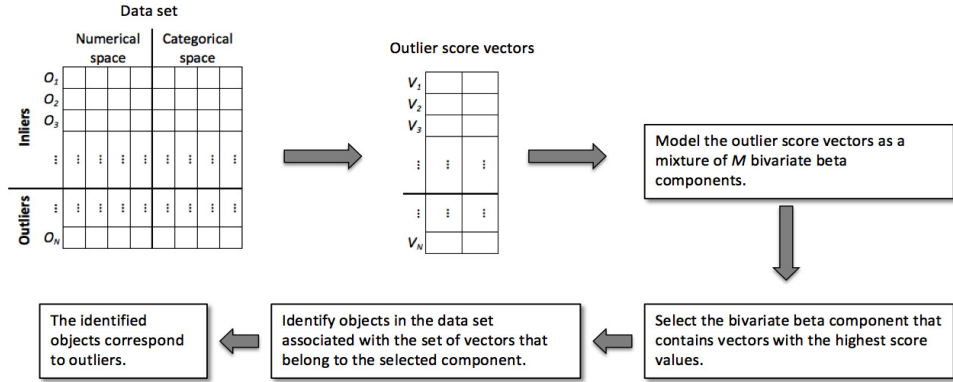 Data set
Numerical space
Categorical space
Inliers
Outliers
O1
O2
O3
⋮ ⋮ ⋮ ⋮ ⋮ ⋮ ⋮ ⋮ ⋮
⋮ ⋮ ⋮ ⋮ ⋮ ⋮ ⋮ ⋮ ⋮
ON
Outlier score vectors
V1
V2
V3
⋮ ⋮ ⋮
⋮ ⋮ ⋮
VN
Model the outlier score vectors as a
mixture of M bivariate beta
components.
Select the bivariate beta component that
contains vectors with the highest score
values.
Identify objects in the data set
associated with the set of vectors that
belong to the selected component.
The identified
objects correspond
to outliers.